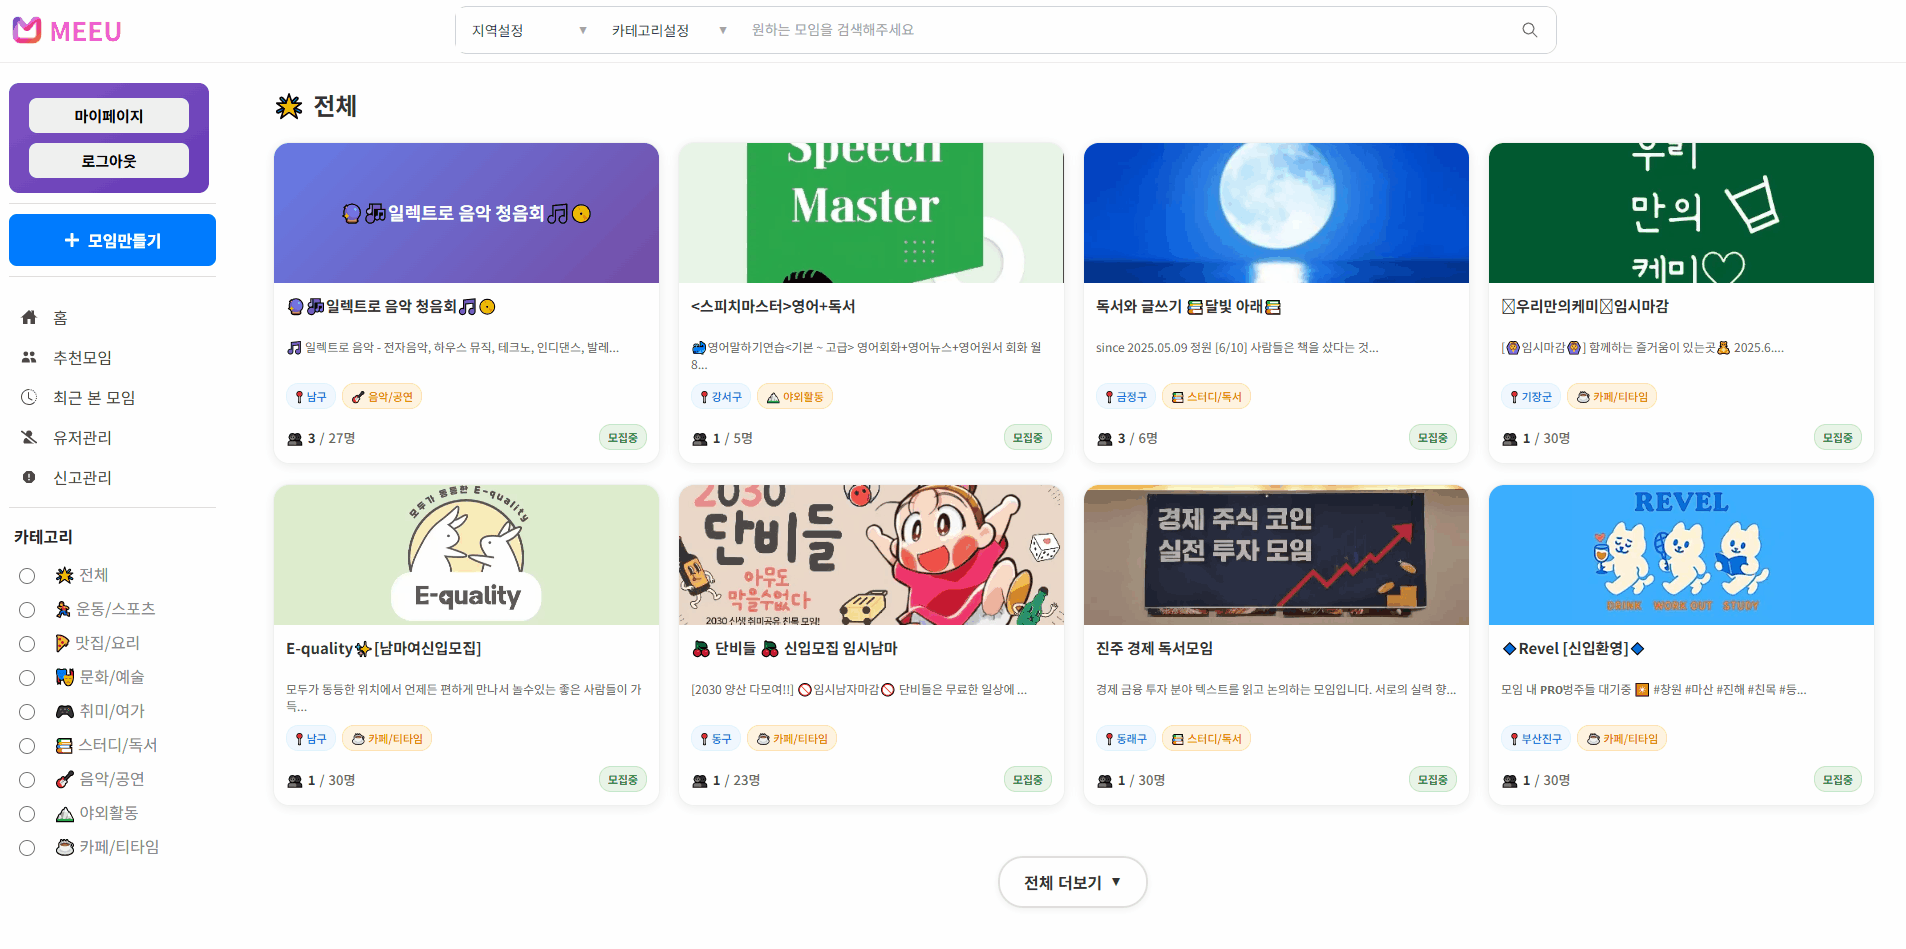 MEEU
지역설정 ▼ 카테고리설정 ▼ 원하는 모임을 검색해주세요
마이페이지
로그아웃
+ 모임만들기
홈
추천모임
최근 본 모임
유저관리
신고관리
카테고리
전체
운동/스포츠
맛집/요리
문화/예술
취미/여가
스터디/독서
음악/공연
야외활동
카페/티타임
🌟 전체
🔮🎶일렉트로 음악 청음회🎵📀
🔮🎶일렉트로 음악 청음회🎵📀
🎵 일렉트로 음악 - 전자음악, 하우스 뮤직, 테크노, 인디댄스, 발레...
📍남구 🎸 음악/공연
👥 3 / 27명 모집중
Speech
Master
<스피치마스터>영어+독서
영어말하기연습<기본 ~ 고급> 영어회화+영어뉴스+영어원서 회화 월
8...
📍강서구 야외활동
👥 1 / 5명 모집중
독서와 글쓰기 📚달빛 아래📚
since 2025.05.09 정원 [6/10] 사람들은 책을 샀다는 것...
📍금정구 📚 스터디/독서
👥 3 / 6명 모집중
우리
만의
케미♡
우리만의케미임시마감
[🙆임시마감🙆] 함께하는 즐거움이 있는곳 2025.6....
📍기장군 ☕ 카페/티타임
👥 1 / 30명 모집중
모두가 동등한 E-quality
E-quality
E-quality✨[남마여신입모집]
모두가 동등한 위치에서 언제든 편하게 만나서 놀수있는 좋은 사람들이 가
득...
📍남구 ☕ 카페/티타임
👥 1 / 30명 모집중
2030
단비들
아무도
막을수없다
2030 신생 취미공유 친목 모임!
🍒 단비들 🍒 신입모집 임시남마
[2030 양산 다모여!!] 🚫임시남자마감🚫 단비들은 무료한 일상에 ...
📍동구 ☕ 카페/티타임
👥 1 / 23명 모집중
경제 주식 코인
실전 투자 모임
진주 경제 독서모임
경제 금융 투자 분야 텍스트를 읽고 논의하는 모임입니다. 서로의 실력 향...
📍동래구 📚 스터디/독서
👥 1 / 30명 모집중
REVEL
DRINK WORK OUT STUDY
🔷Revel [신입환영]🔷
모임 내 PRO벙주들 대기중 #창원 #마산 #진해 #친목 #등...
📍부산진구 ☕ 카페/티타임
👥 1 / 30명 모집중
전체 더보기 ▼